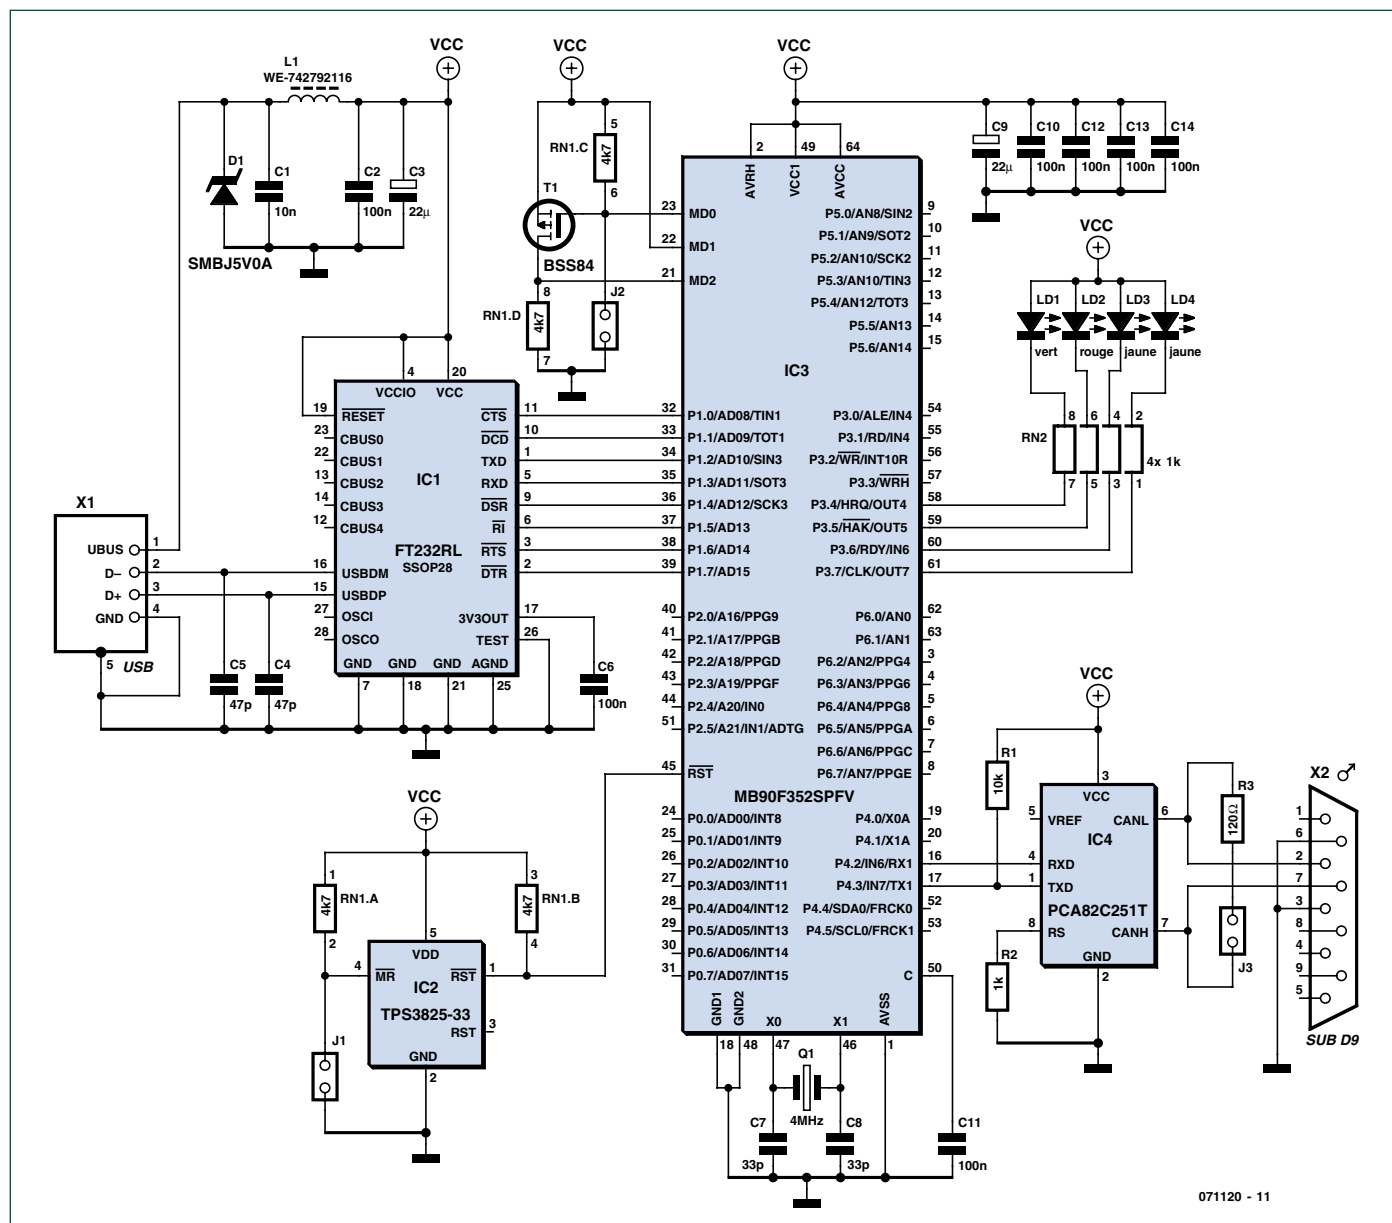 VCC
VCC
VCC
L1
WE-742792116
D1
C1
10n
C2
100n
C3
22µ
SMBJ5V0A
5
RN1.C
4k7
6
T1
BSS84
8
RN1.D
4k7
7
J2
C9
22µ
C10
100n
C12
100n
C13
100n
C14
100n
VCC
LD1
LD2
LD3
LD4
vert
rouge
jaune
jaune
8
6
4
2
RN2
4x 1k
7
5
3
1
2
49
64
AVRH
VCC1
AVCC
23 MD0
22 MD1
21 MD2
P5.0/AN8/SIN2 9
P5.1/AN9/SOT2 10
P5.2/AN10/SCK2 11
P5.3/AN10/TIN3 12
P5.4/AN12/TOT3 13
P5.5/AN13 14
P5.6/AN14 15
IC3
32 P1.0/AD08/TIN1
33 P1.1/AD09/TOT1
34 P1.2/AD10/SIN3
35 P1.3/AD11/SOT3
36 P1.4/AD12/SCK3
37 P1.5/AD13
38 P1.6/AD14
39 P1.7/AD15
P3.0/ALE/IN4 54
P3.1/RD/IN4 55
P3.2/WR/INT10R 56
P3.3/WRH 57
P3.4/HRQ/OUT4 58
P3.5/HAK/OUT5 59
P3.6/RDY/IN6 60
P3.7/CLK/OUT7 61
40 P2.0/A16/PPG9
41 P2.1/A17/PPGB
42 P2.2/A18/PPGD
43 P2.3/A19/PPGF
44 P2.4/A20/IN0
51 P2.5/A21/IN1/ADTG
P6.0/AN0 62
P6.1/AN1 63
P6.2/AN2/PPG4 3
P6.3/AN3/PPG6 4
P6.4/AN4/PPG8 5
P6.5/AN5/PPGA 6
P6.6/AN6/PPGC 7
P6.7/AN7/PPGE 8
45 RST
MB90F352SPFV
24 P0.0/AD00/INT8
25 P0.1/AD01/INT9
26 P0.2/AD02/INT10
27 P0.3/AD03/INT11
28 P0.4/AD04/INT12
29 P0.5/AD05/INT13
30 P0.6/AD06/INT14
31 P0.7/AD07/INT15
P4.0/X0A 19
P4.1/X1A 20
P4.2/IN6/RX1 16
P4.3/IN7/TX1 17
P4.4/SDA0/FRCK0 52
P4.5/SCL0/FRCK1 53
C 50
GND1
GND2
X0
X1
AVSS
18
48
47
46
1
Q1
4MHz
C7
33p
C8
33p
C11
100n
4
20
VCCIO
VCC
19 RESET
23 CBUS0
22 CBUS1
13 CBUS2
14 CBUS3
12 CBUS4
16 USBDM
15 USBDP
27 OSCI
28 OSCO
IC1
FT232RL
SSOP28
CTS 11
DCD 10
TXD 1
RXD 5
DSR 9
RI 6
RTS 3
DTR 2
3V3OUT 17
TEST 26
GND
GND
GND
AGND
7
18
21
25
C6
100n
X1
UBUS 1
D– 2
D+ 3
GND 4
5
USB
C5
47p
C4
47p
VCC
1
RN1.A
4k7
2
3
RN1.B
4k7
4
5
VDD
4 MR
RST 1
IC2
TPS3825-33
RST 3
GND
2
J1
VCC
R1
10k
3
VCC
5 VREF
CANL 6
IC4
4 RXD
1 TXD
PCA82C251T
8 RS
CANH 7
GND
2
R2
1k
R3
120Ω
J3
X2 ♂
1
6
2
7
3
8
4
9
5
SUB D9
071120 - 11